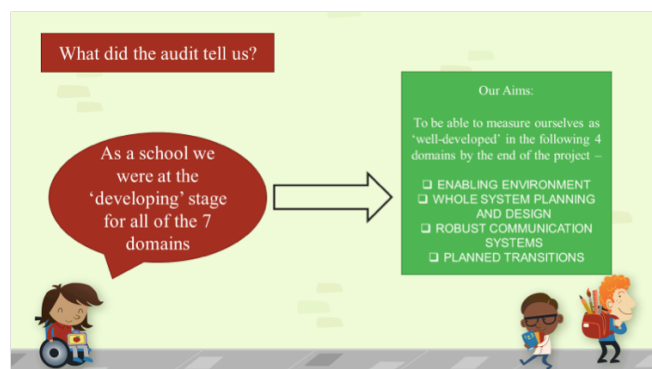 What did the audit tell us?
As a school we
were at the
‘developing’ stage
for all of the 7
domains
Our Aims:
To be able to measure ourselves as
‘well-developed’ in the following 4
domains by the end of the project –
❑ ENABLING ENVIRONMENT
❑ WHOLE SYSTEM PLANNING
AND DESIGN
❑ ROBUST COMMUNICATION
SYSTEMS
❑ PLANNED TRANSITIONS